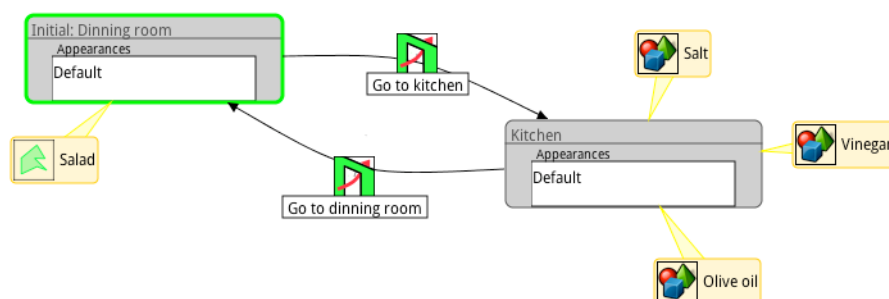 Initial: Dinning room
Appearances
Default
Salad
Go to kitchen
Go to dinning room
Salt
Kitchen
Appearances
Default
Vinegar
Olive oil